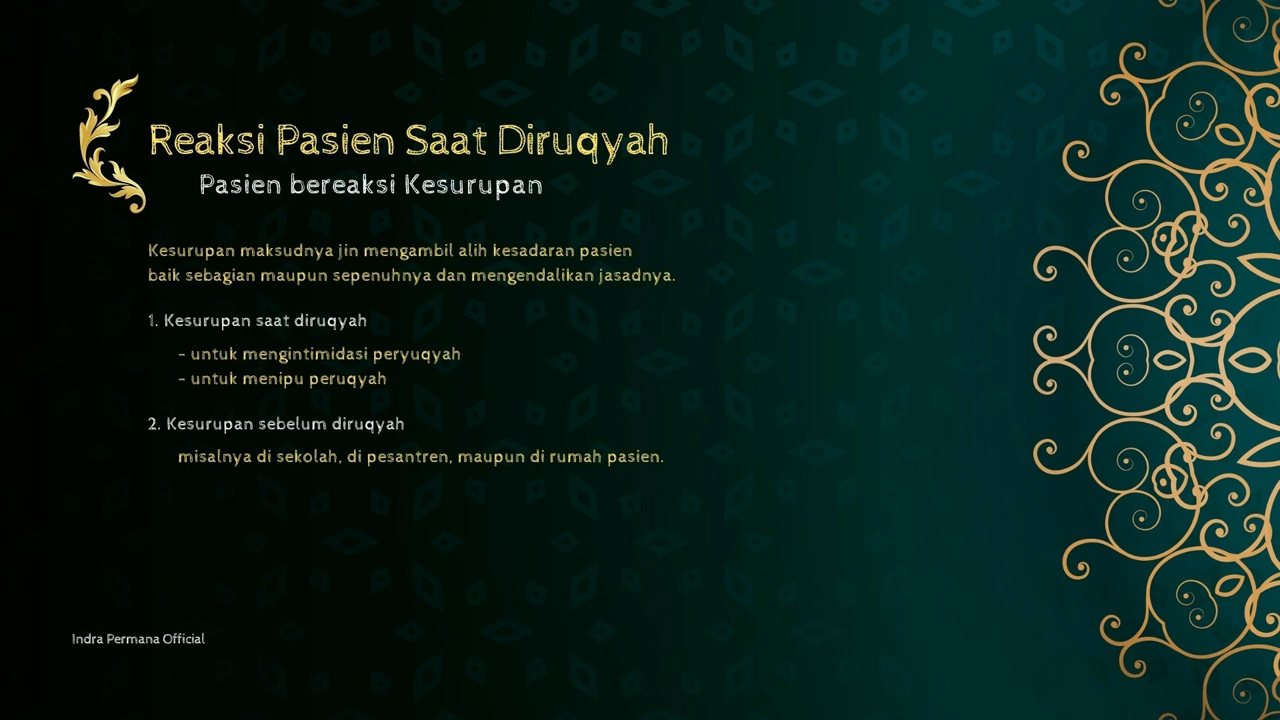 Reaksi Pasien Saat Diruqyah
Pasien bereaksi Kesurupan
Kesurupan maksudnya jin mengambil alih kesadaran pasien
baik sebagian maupun sepenuhnya dan mengendalikan jasadnya.
1. Kesurupan saat diruqyah
- untuk mengintimidasi peryuqyah
- untuk menipu peruqyah
2. Kesurupan sebelum diruqyah
misalnya di sekolah, di pesantren, maupun di rumah pasien.
Indra Permana Official